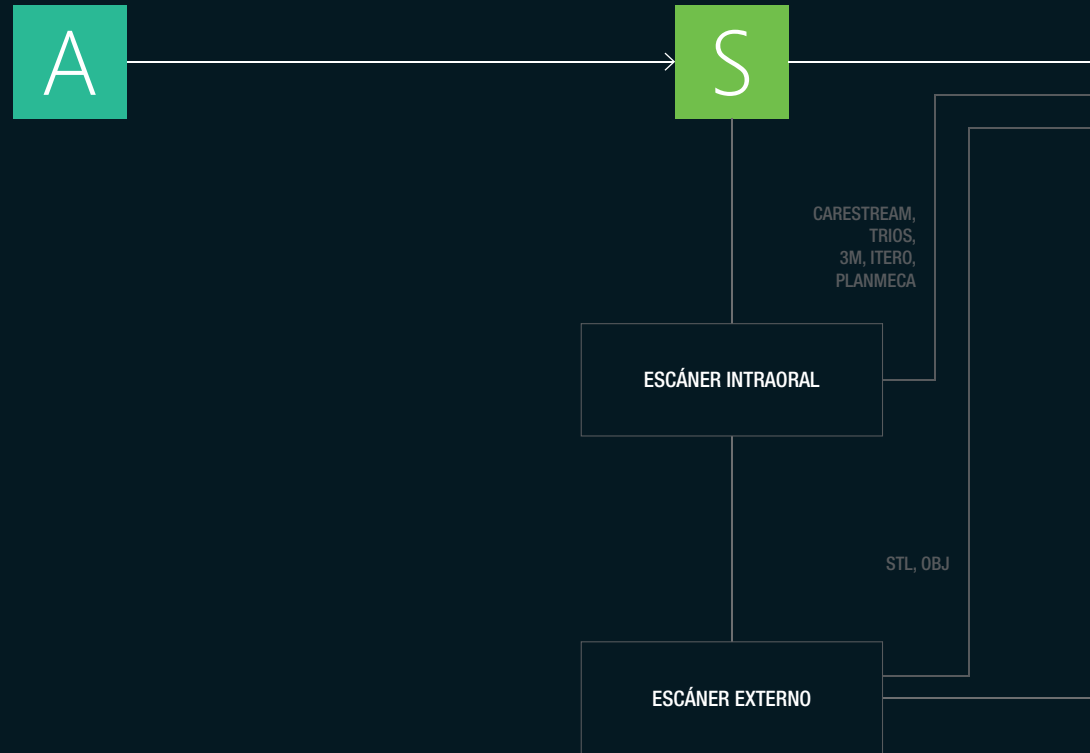 A
S
CARESTREAM,
TRIOS,
3M, ITERO,
PLANMECA
ESCÁNER INTRAORAL
STL, OBJ
ESCÁNER EXTERNO